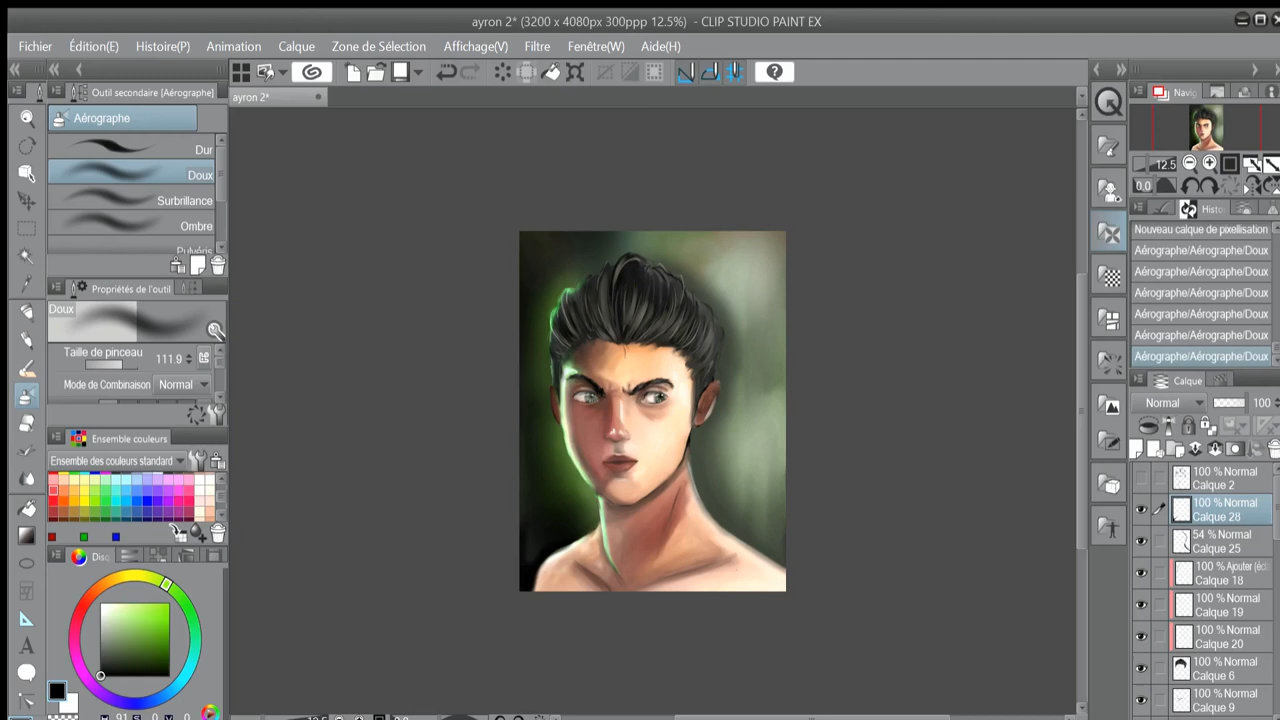 ayron 2* (3200 x 4080px 300ppp 12.5%) - CLIP STUDIO PAINT EX
Fichier Édition(E) Histoire(P) Animation Calque Zone de Sélection Affichage(V) Filtre Fenêtre(W) Aide(H)
Outil secondaire [Aérographe]
ayron 2*
Navig
Aérographe
Dur
Doux
Surbrillance
Ombre
Pulvéris
12.5
0.0
Histo
Nouveau calque de pixellisation
Aérographe/Aérographe/Doux
Aérographe/Aérographe/Doux
Aérographe/Aérographe/Doux
Aérographe/Aérographe/Doux
Aérographe/Aérographe/Doux
Aérographe/Aérographe/Doux
Propriétés de l'outil
Doux
Taille de pinceau 111.9
Mode de Combinaison Normal
Ensemble couleurs
Ensemble des couleurs standard
Disq
Calque
Normal 100
100 % Normal
Calque 2
100 % Normal
Calque 28
54 % Normal
Calque 25
100 % Ajouter (écl
Calque 18
100 % Normal
Calque 19
100 % Normal
Calque 20
100 % Normal
Calque 6
100 % Normal
Calque 9